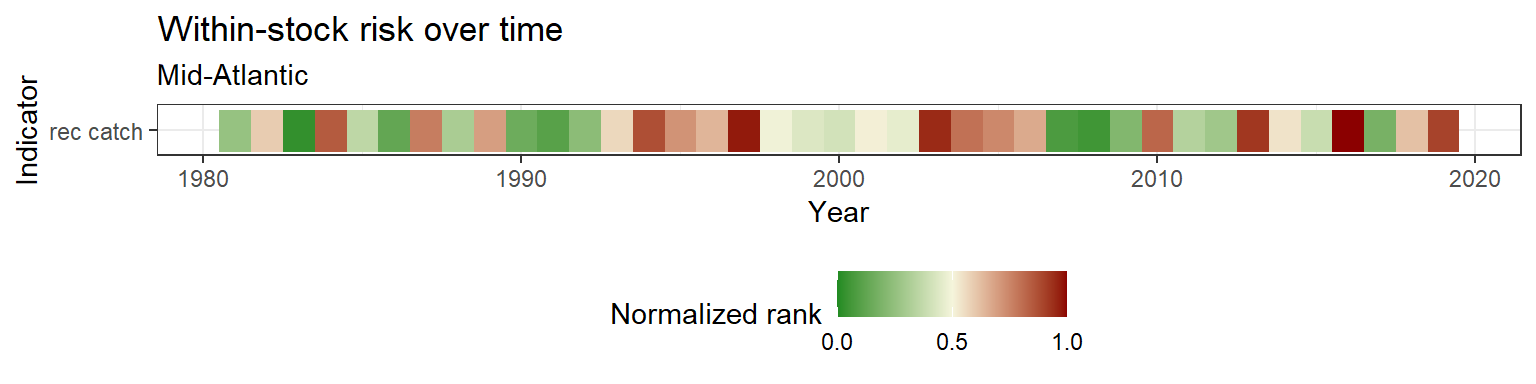 Within-stock risk over time
Mid-Atlantic
Indicator
rec catch
1980 1990 2000 2010 2020
Year
Normalized rank
0.0 0.5 1.0